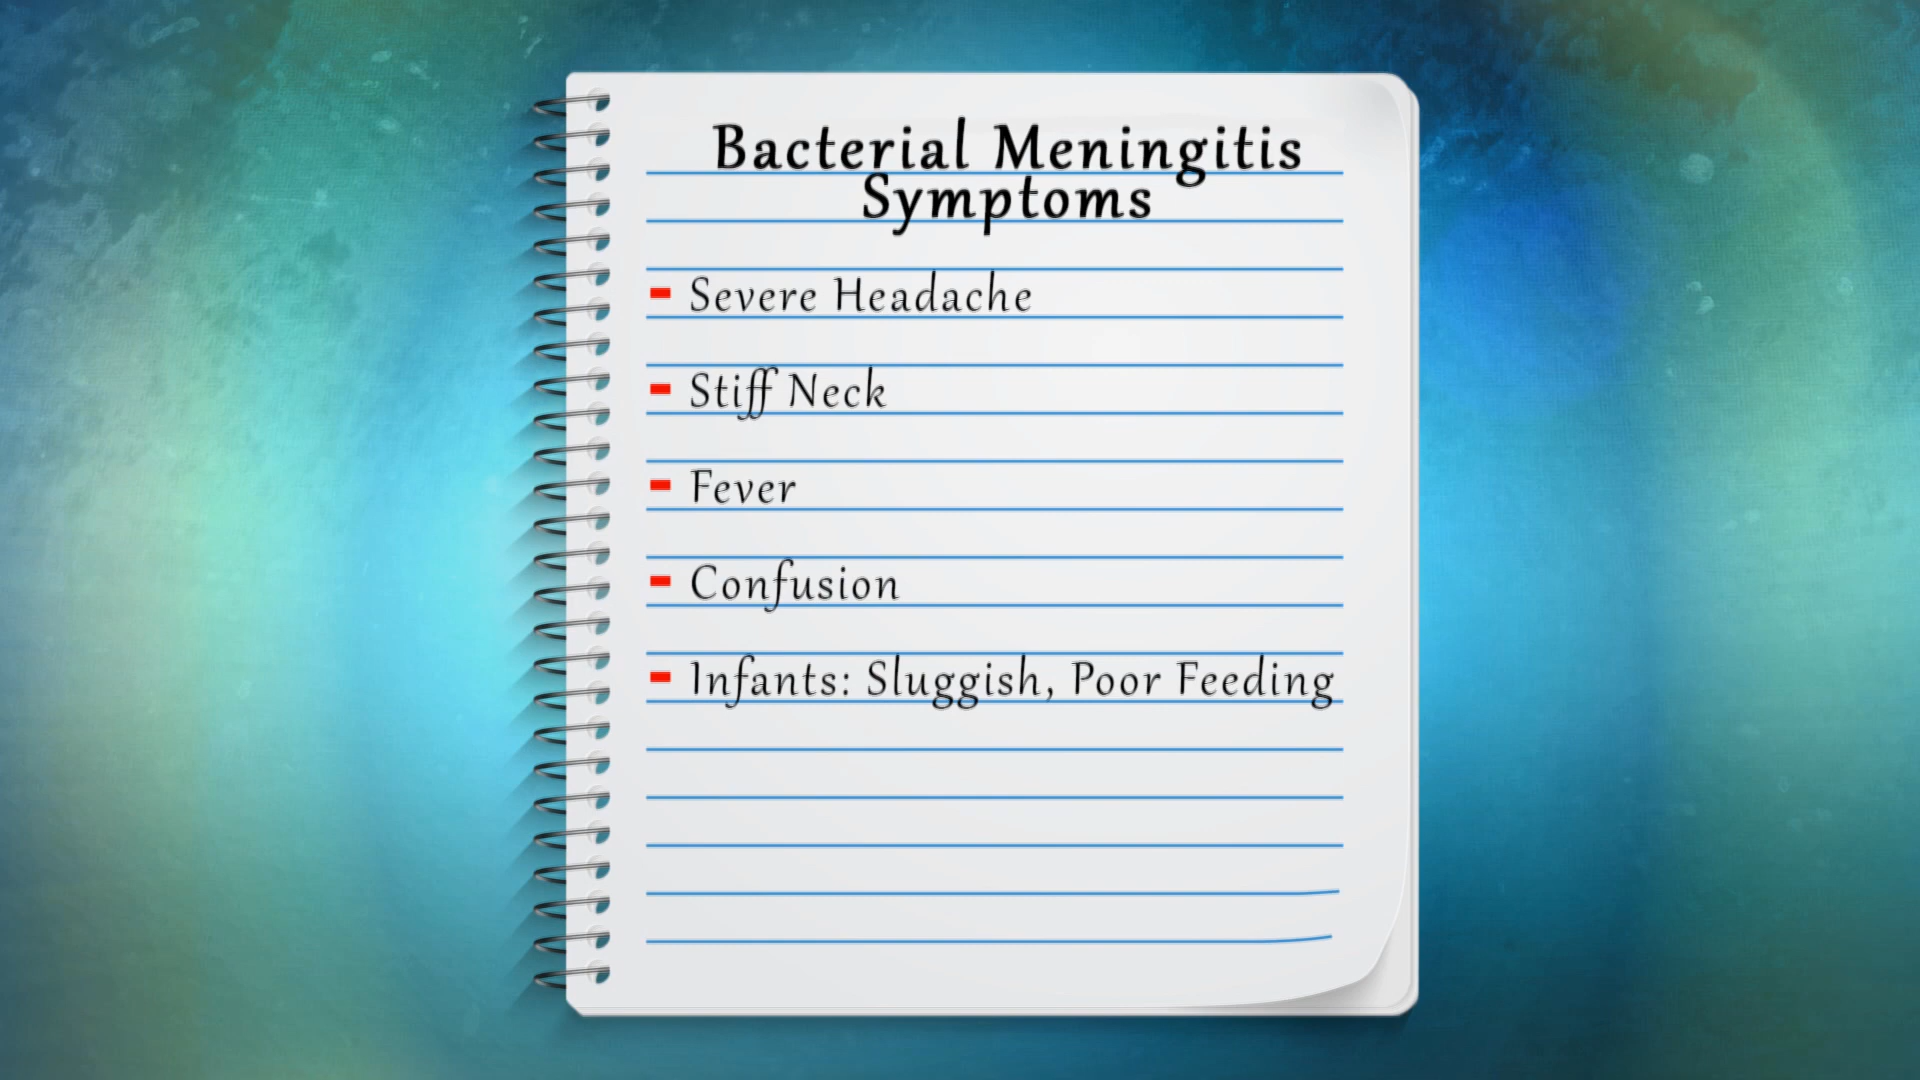 Bacterial Meningitis
Symptoms
- Severe Headache
- Stiff Neck
- Fever
- Confusion
- Infants: Sluggish, Poor Feeding